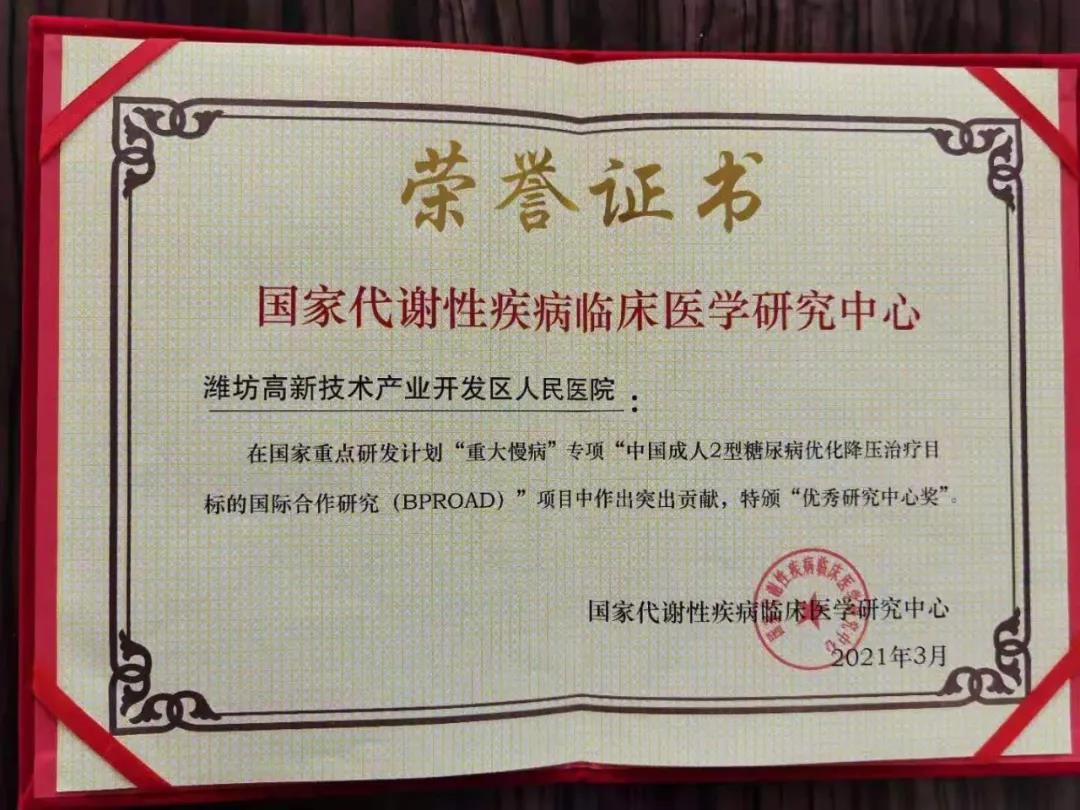 荣誉证书
国家代谢性疾病临床医学研究中心
潍坊高新技术产业开发区人民医院：
在国家重点研发计划“重大慢病”专项“中国成人2型糖尿病优化降压治疗目
标的国际合作研究（BPROAD）”项目中作出突出贡献，特颁“优秀研究中心奖”。
国家代谢性疾病临床医学研究中心
2021年3月